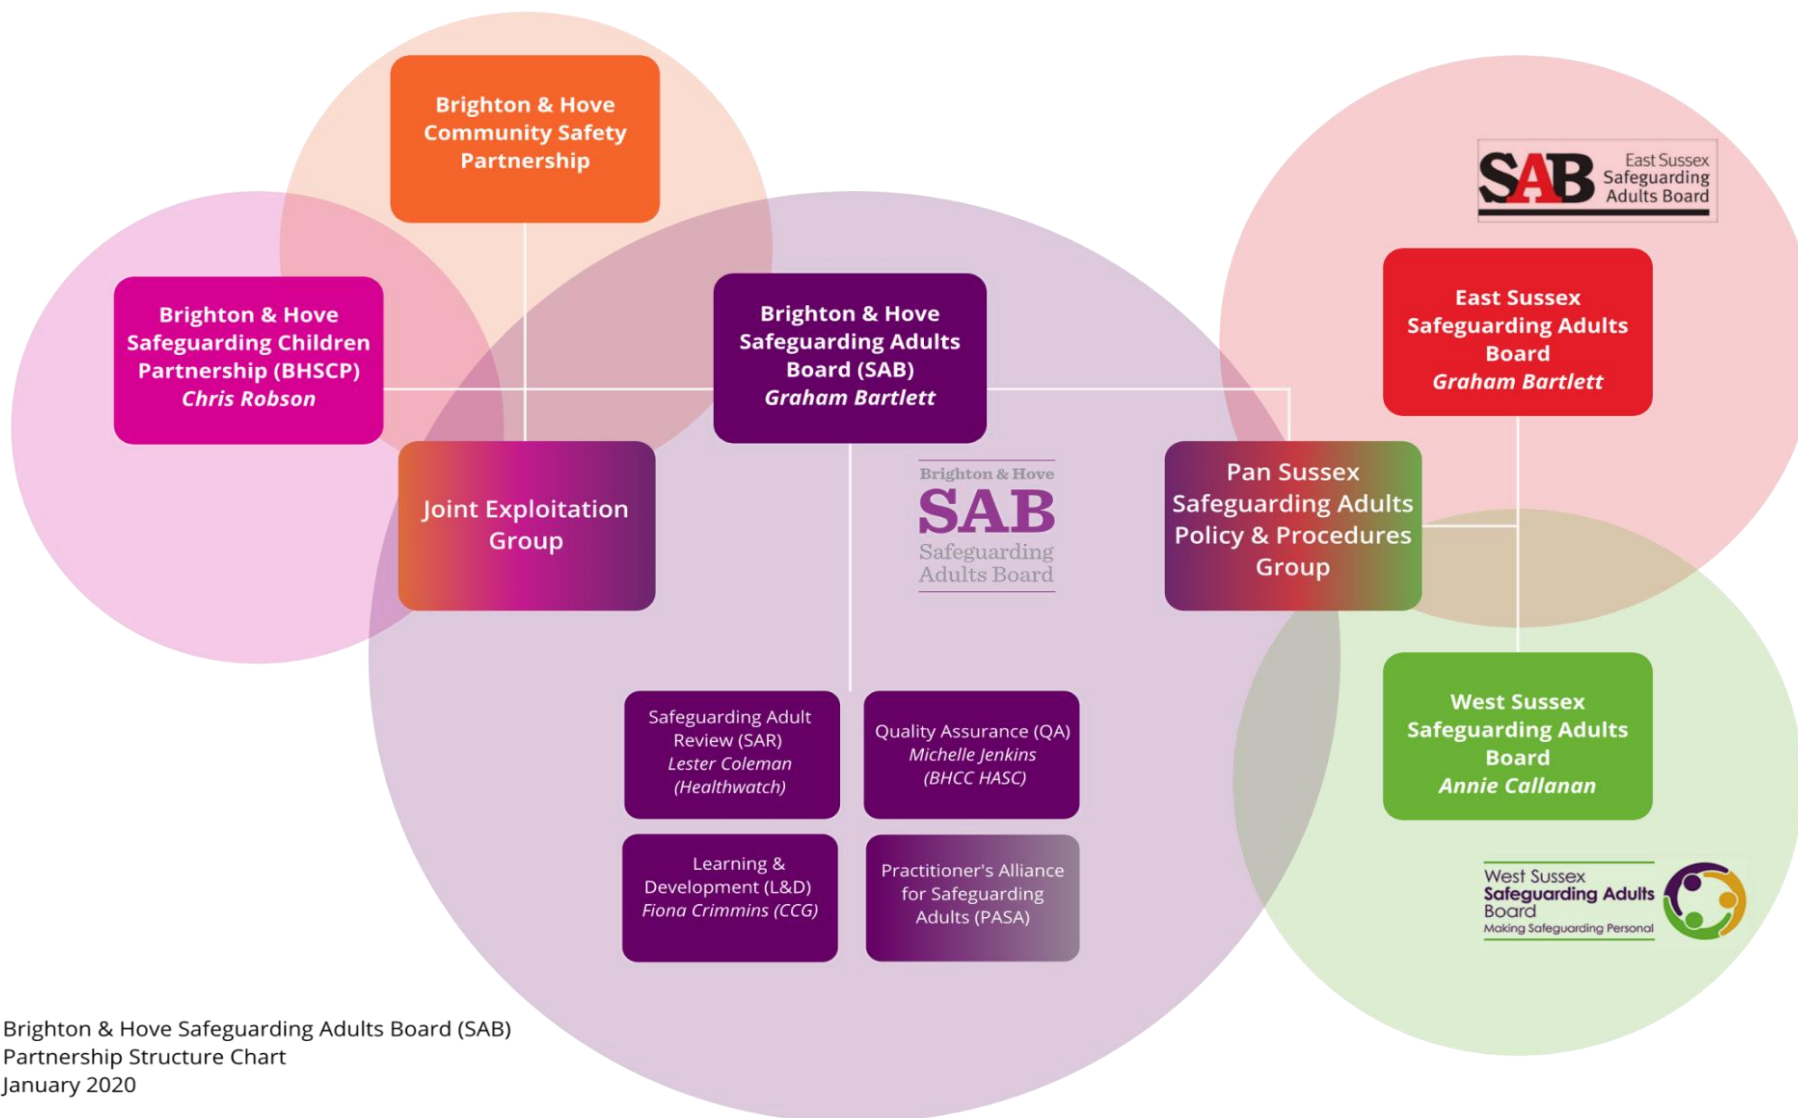 Brighton & Hove
Community Safety
Partnership
Brighton & Hove
Safeguarding Children
Partnership (BHSCP)
Chris Robson
Brighton & Hove
Safeguarding Adults
Board (SAB)
Graham Bartlett
SAB
East Sussex
Safeguarding
Adults Board
East Sussex
Safeguarding Adults
Board
Graham Bartlett
Joint Exploitation
Group
Brighton & Hove
SAB
Safeguarding
Adults Board
Pan Sussex
Safeguarding Adults
Policy & Procedures
Group
Safeguarding Adult
Review (SAR)
Lester Coleman
(Healthwatch)
Quality Assurance (QA)
Michelle Jenkins
(BHCC HASC)
Learning &
Development (L&D)
Fiona Crimmins (CCG)
Practitioner's Alliance
for Safeguarding
Adults (PASA)
West Sussex
Safeguarding Adults
Board
Annie Callanan
West Sussex
Safeguarding Adults
Board
Making Safeguarding Personal
Brighton & Hove Safeguarding Adults Board (SAB)
Partnership Structure Chart
January 2020